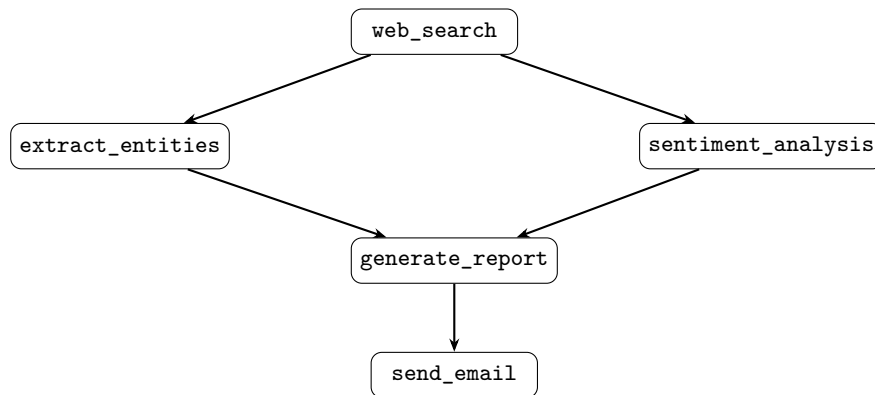 web_search
extract_entities
sentiment_analysis
generate_report
send_email